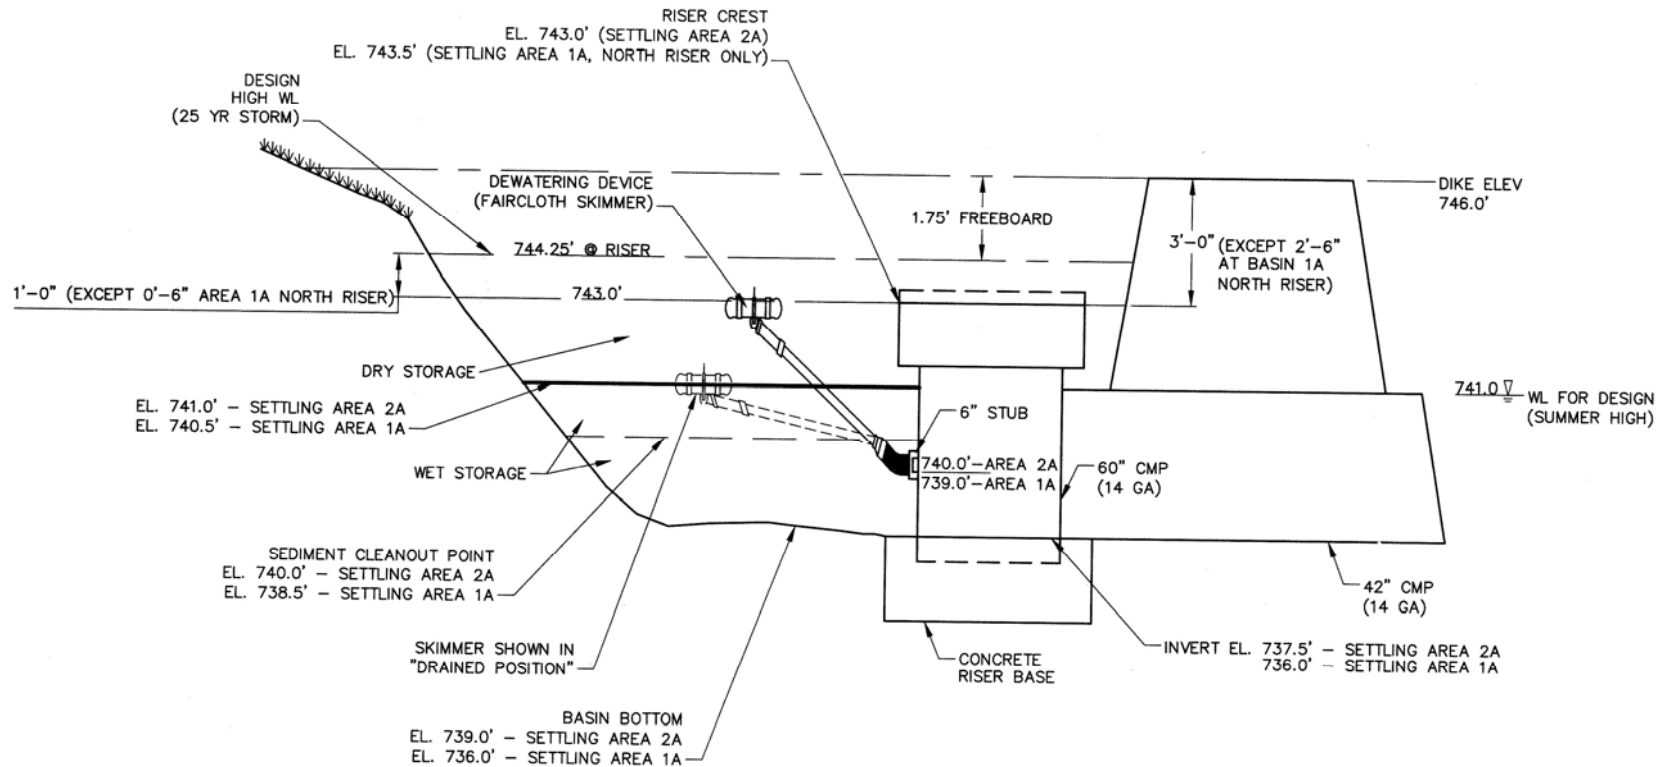 RISER CREST
EL. 743.0' (SETTLING AREA 2A)
EL. 743.5' (SETTLING AREA 1A, NORTH RISER ONLY)
DESIGN
HIGH WL
(25 YR STORM)
DEWATERING DEVICE
(FAIRCLOTH SKIMMER)
1.75' FREEBOARD
DIKE ELEV
746.0'
3'-0" (EXCEPT 2'-6"
AT BASIN 1A
NORTH RISER)
744.25' @ RISER
1'-0" (EXCEPT 0'-6" AREA 1A NORTH RISER)
743.0'
DRY STORAGE
EL. 741.0' - SETTLING AREA 2A
EL. 740.5' - SETTLING AREA 1A
741.0
WL FOR DESIGN
(SUMMER HIGH)
6" STUB
WET STORAGE
740.0'-AREA 2A
739.0'-AREA 1A
60" CMP
(14 GA)
SEDIMENT CLEANOUT POINT
EL. 740.0' - SETTLING AREA 2A
EL. 738.5' - SETTLING AREA 1A
42" CMP
(14 GA)
SKIMMER SHOWN IN
"DRAINED POSITION"
CONCRETE
RISER BASE
INVERT EL. 737.5' - SETTLING AREA 2A
736.0' - SETTLING AREA 1A
BASIN BOTTOM
EL. 739.0' - SETTLING AREA 2A
EL. 736.0' - SETTLING AREA 1A